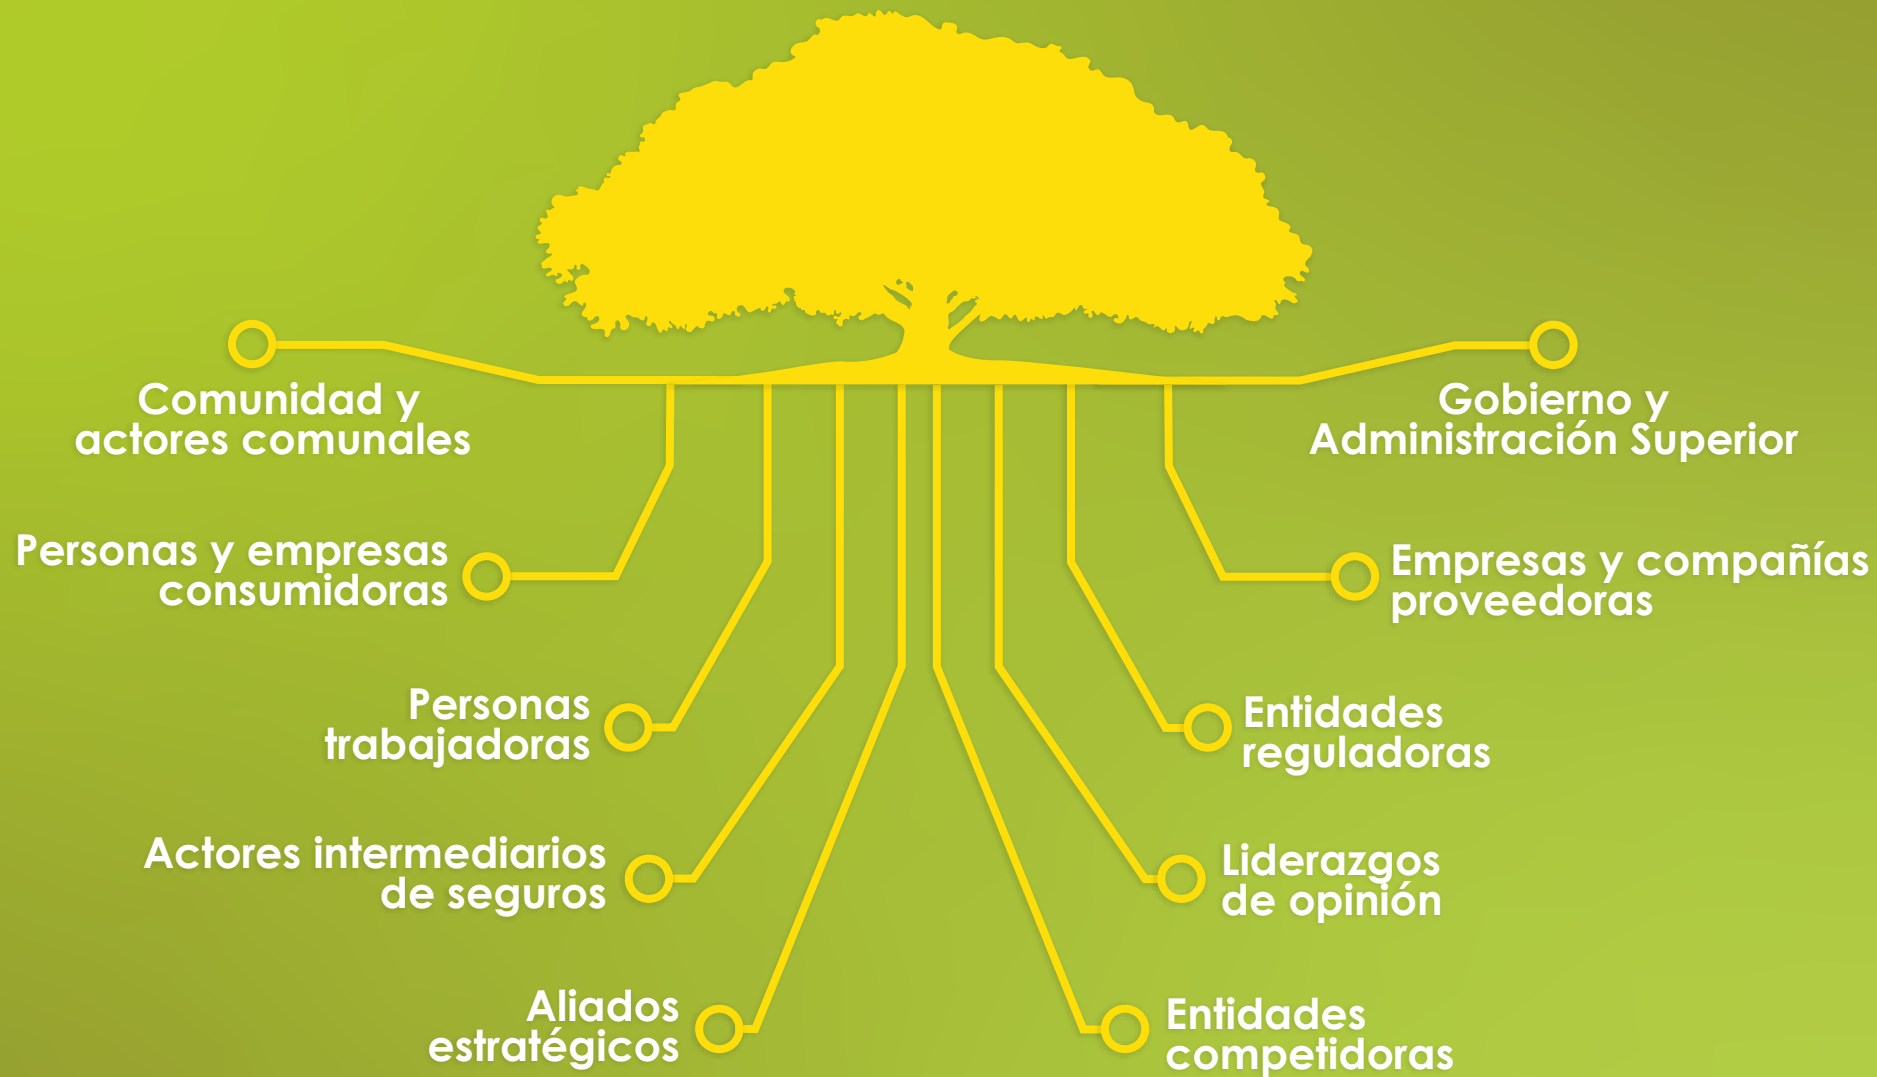 Comunidad y
actores comunales
Gobierno y
Administración Superior
Personas y empresas
consumidoras
Empresas y compañías
proveedoras
Personas
trabajadoras
Entidades
reguladoras
Actores intermediarios
de seguros
Liderazgos
de opinión
Aliados
estratégicos
Entidades
competidoras